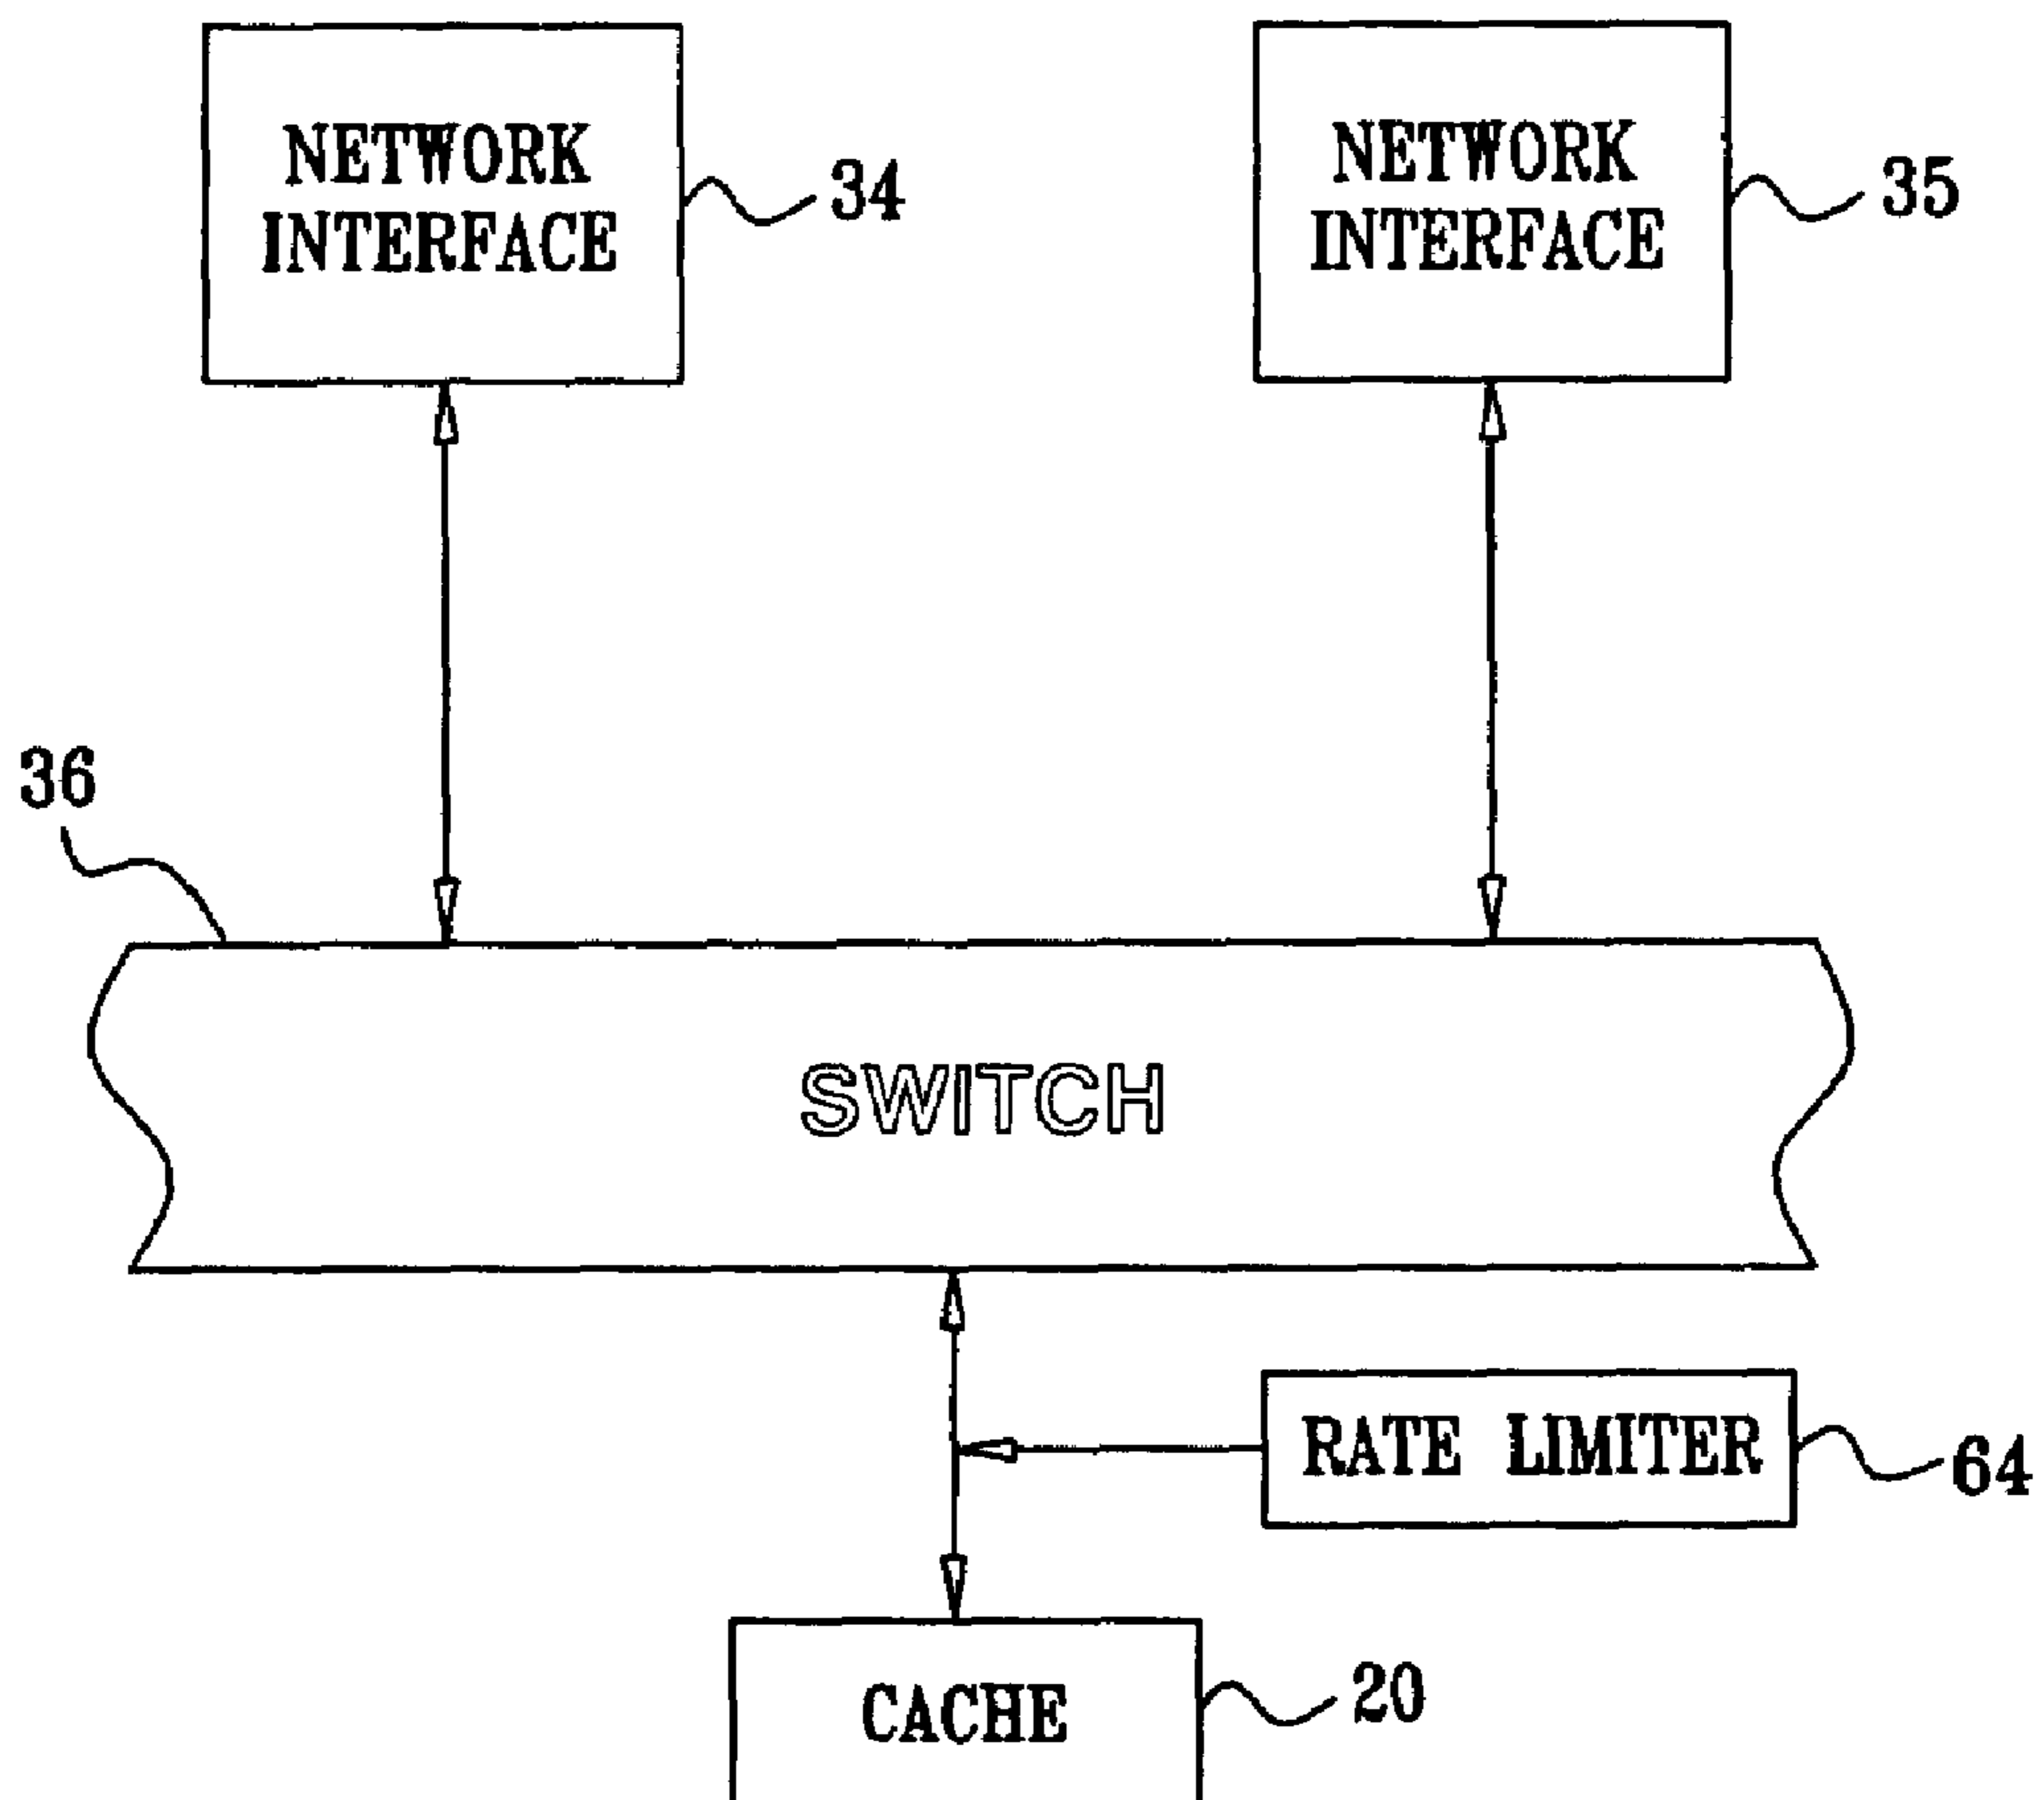 NETWORK
INTERFACE
34
NETWORK
INTERFACE
35
36
SWITCH
RATE LIMITER
64
CACHE
20